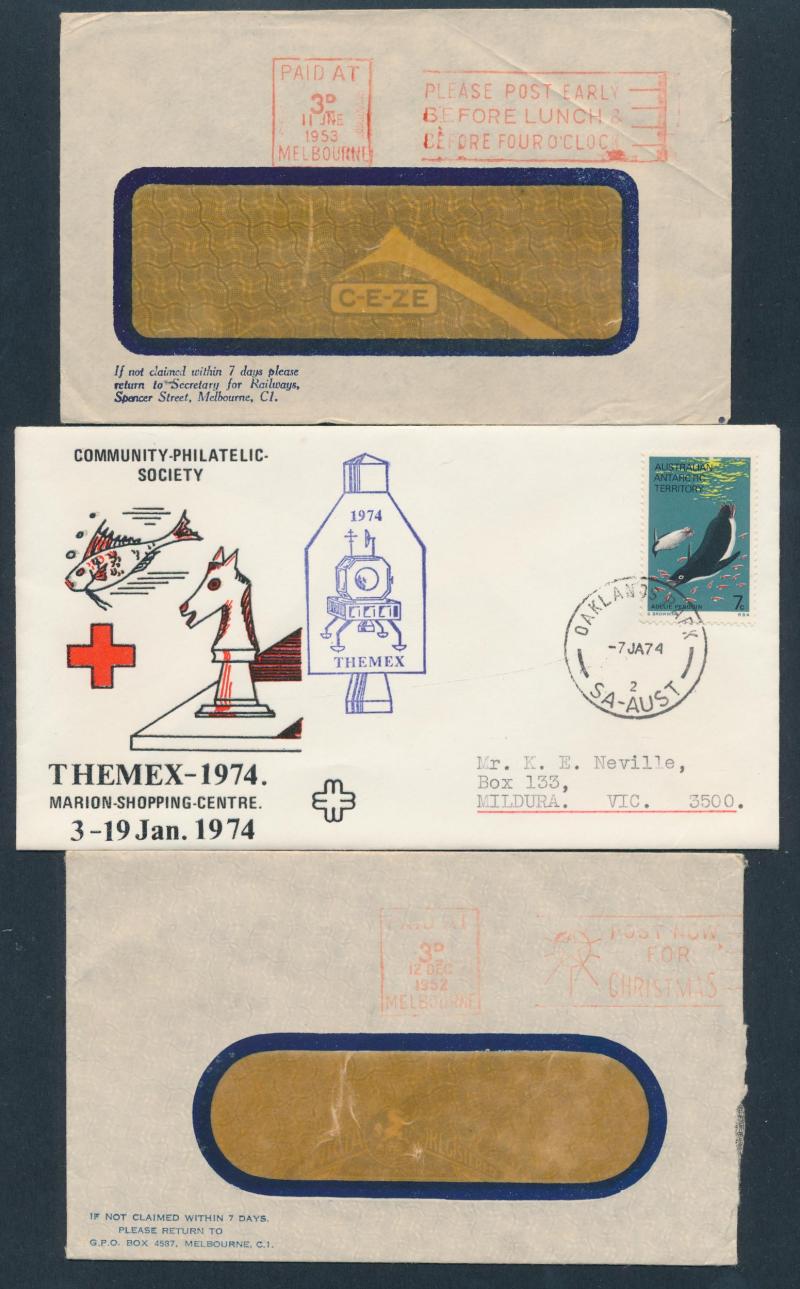 PAID AT
3D
11 JNE
1953
MELBOURNE
PLEASE POST EARLY
BEFORE LUNCH &
BEFORE FOUR O'CLOCK
C-E-ZE
If not claimed within 7 days please
return to Secretary for Railways,
Spencer Street, Melbourne, C1.
COMMUNITY-PHILATELIC-
SOCIETY
1974
THEMEX
AUSTRALIAN
ANTARCTIC
TERRITORY
ADELIE PENGUIN
7c
OAKLANDS PARK
-7 JA74
2
SA-AUST
THEMEX-1974.
MARION-SHOPPING-CENTRE.
3-19 Jan. 1974
Mr. K. E. Neville,
Box 133,
MILDURA. VIC. 3500.
PAID AT
3D
12 DEC
1952
MELBOURNE
POST NOW
FOR
CHRISTMAS
IF NOT CLAIMED WITHIN 7 DAYS.
PLEASE RETURN TO
G.P.O. BOX 4587, MELBOURNE, C.1.